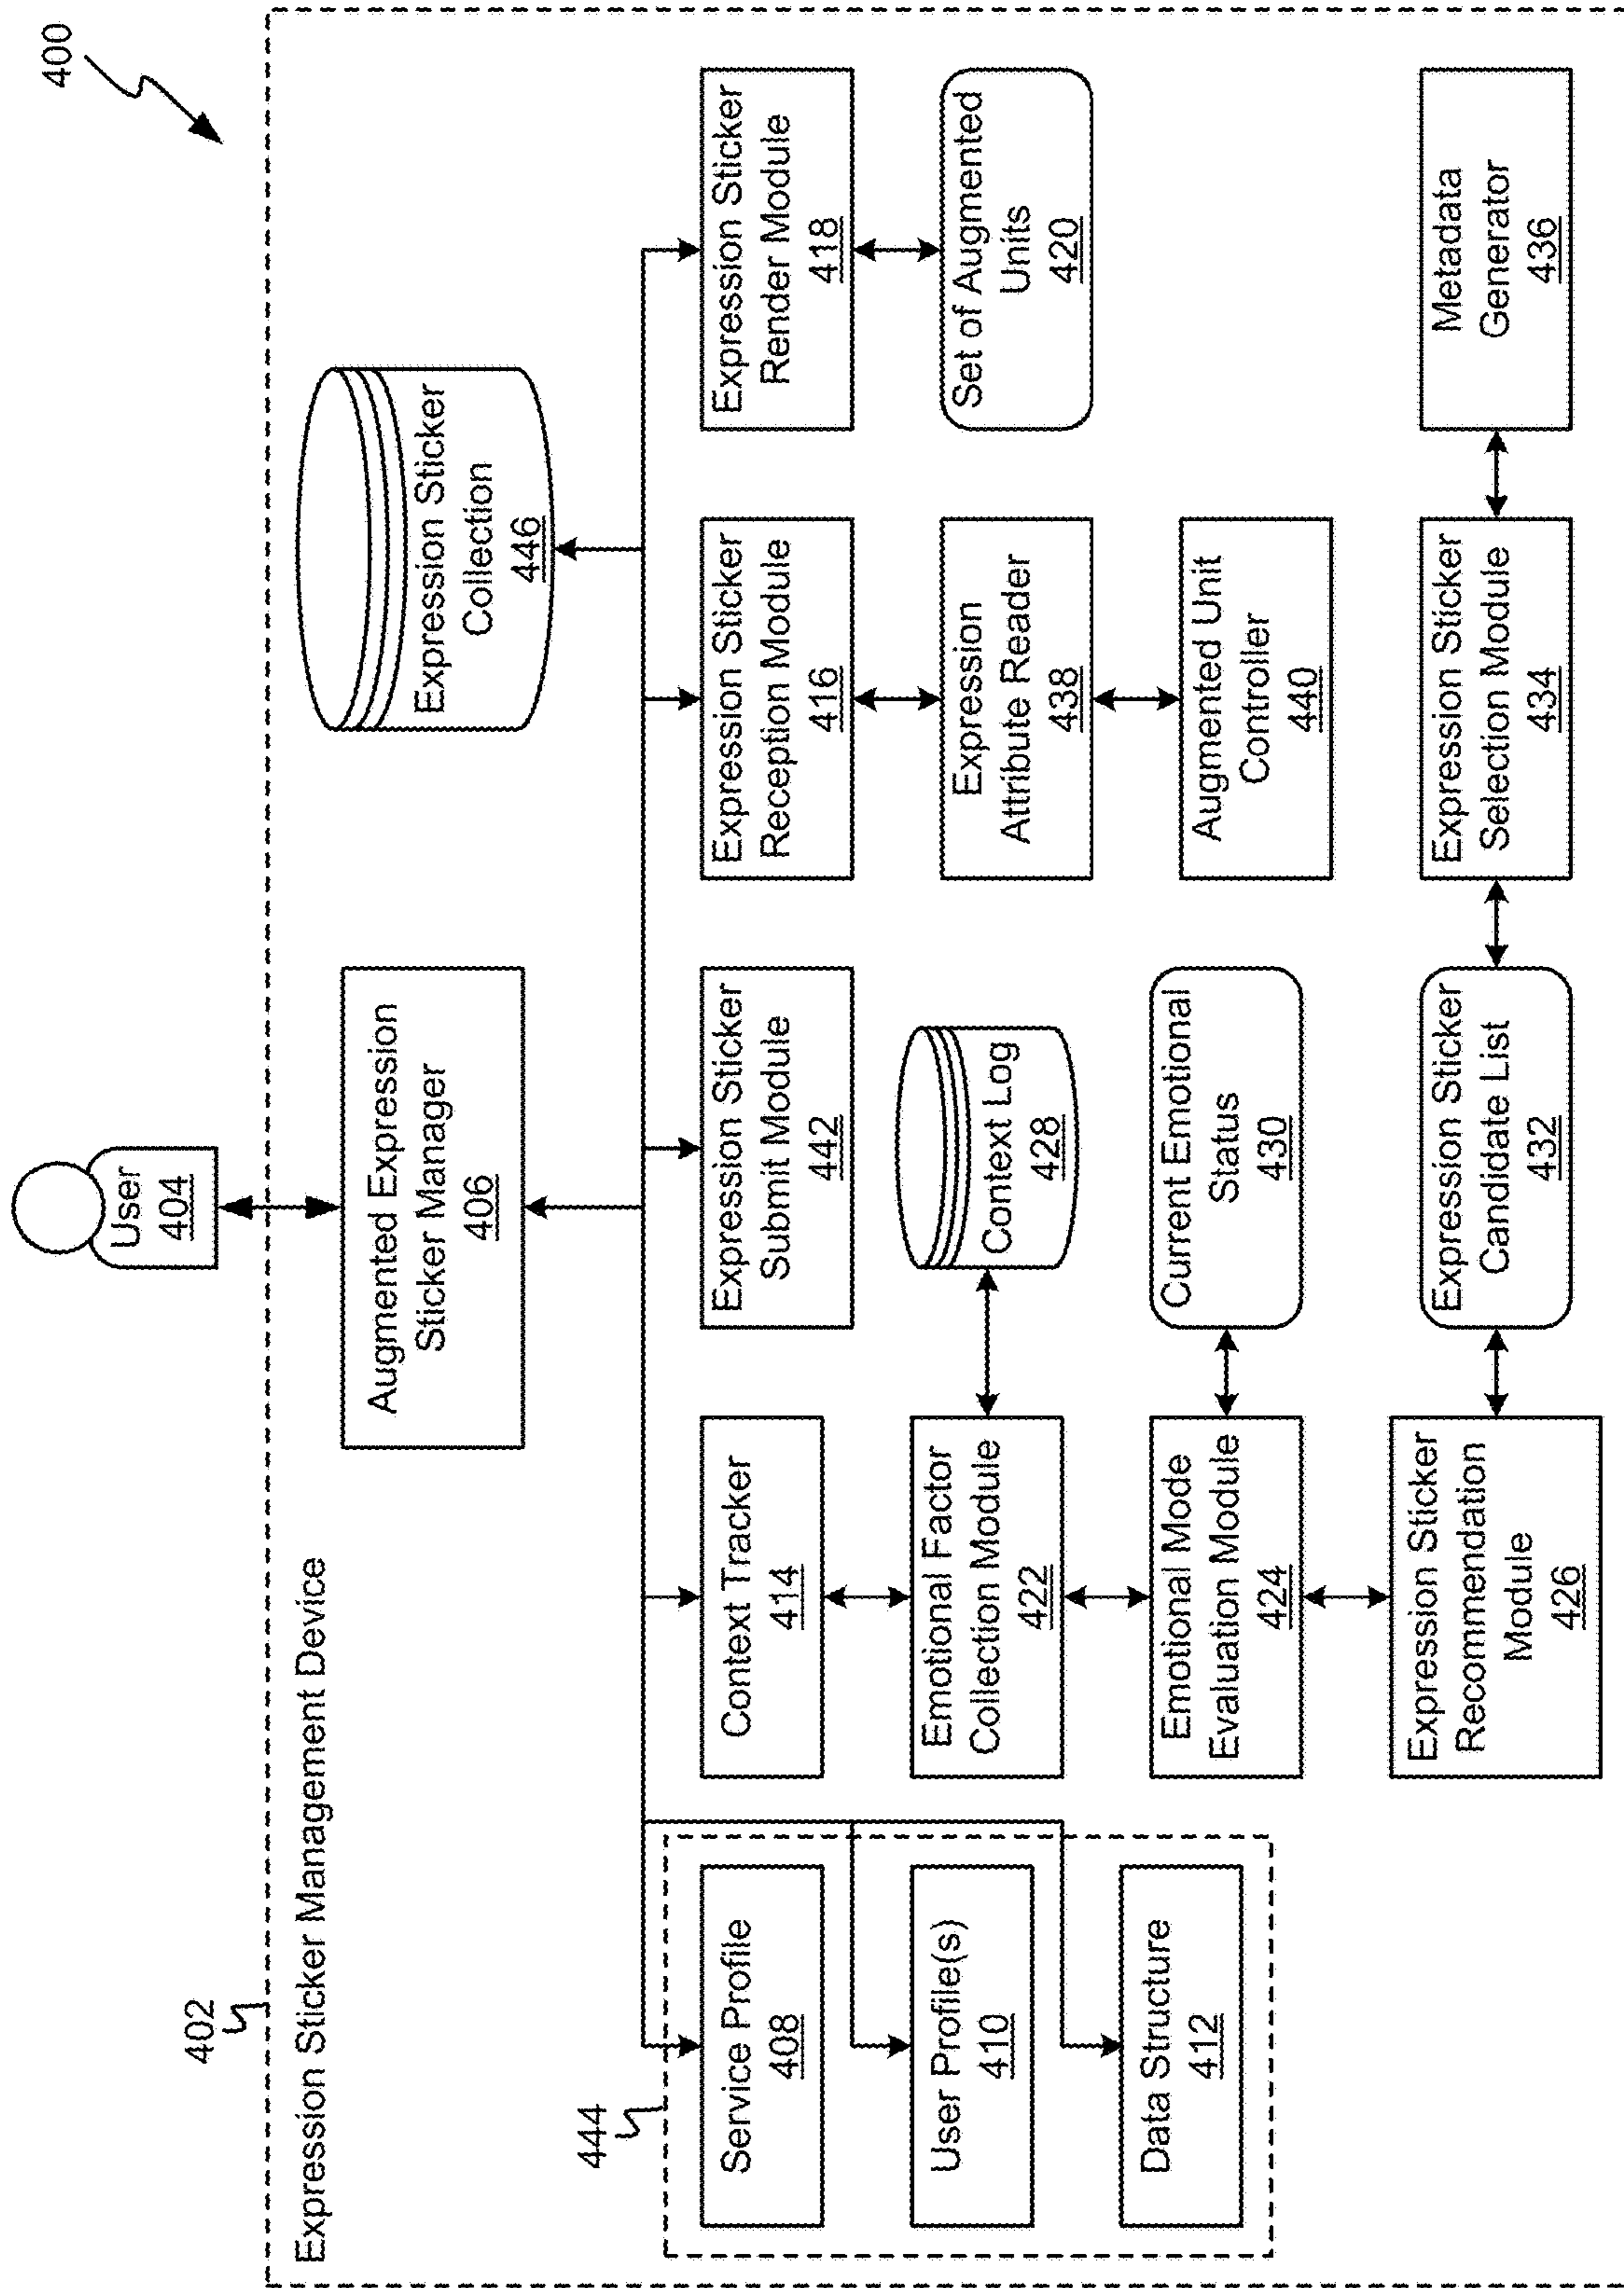 400
User
404
402
Expression Sticker Management Device
Augmented Expression
Sticker Manager
406
Expression Sticker
Collection
446
444
Service Profile
408
User Profile(s)
410
Data Structure
412
Context Tracker
414
Expression Sticker
Submit Module
442
Expression Sticker
Reception Module
416
Expression Sticker
Render Module
418
Emotional Factor
Collection Module
422
Context Log
428
Expression
Attribute Reader
438
Set of Augmented
Units
420
Emotional Mode
Evaluation Module
424
Current Emotional
Status
430
Augmented Unit
Controller
440
Expression Sticker
Recommendation
Module
426
Expression Sticker
Candidate List
432
Expression Sticker
Selection Module
434
Metadata
Generator
436